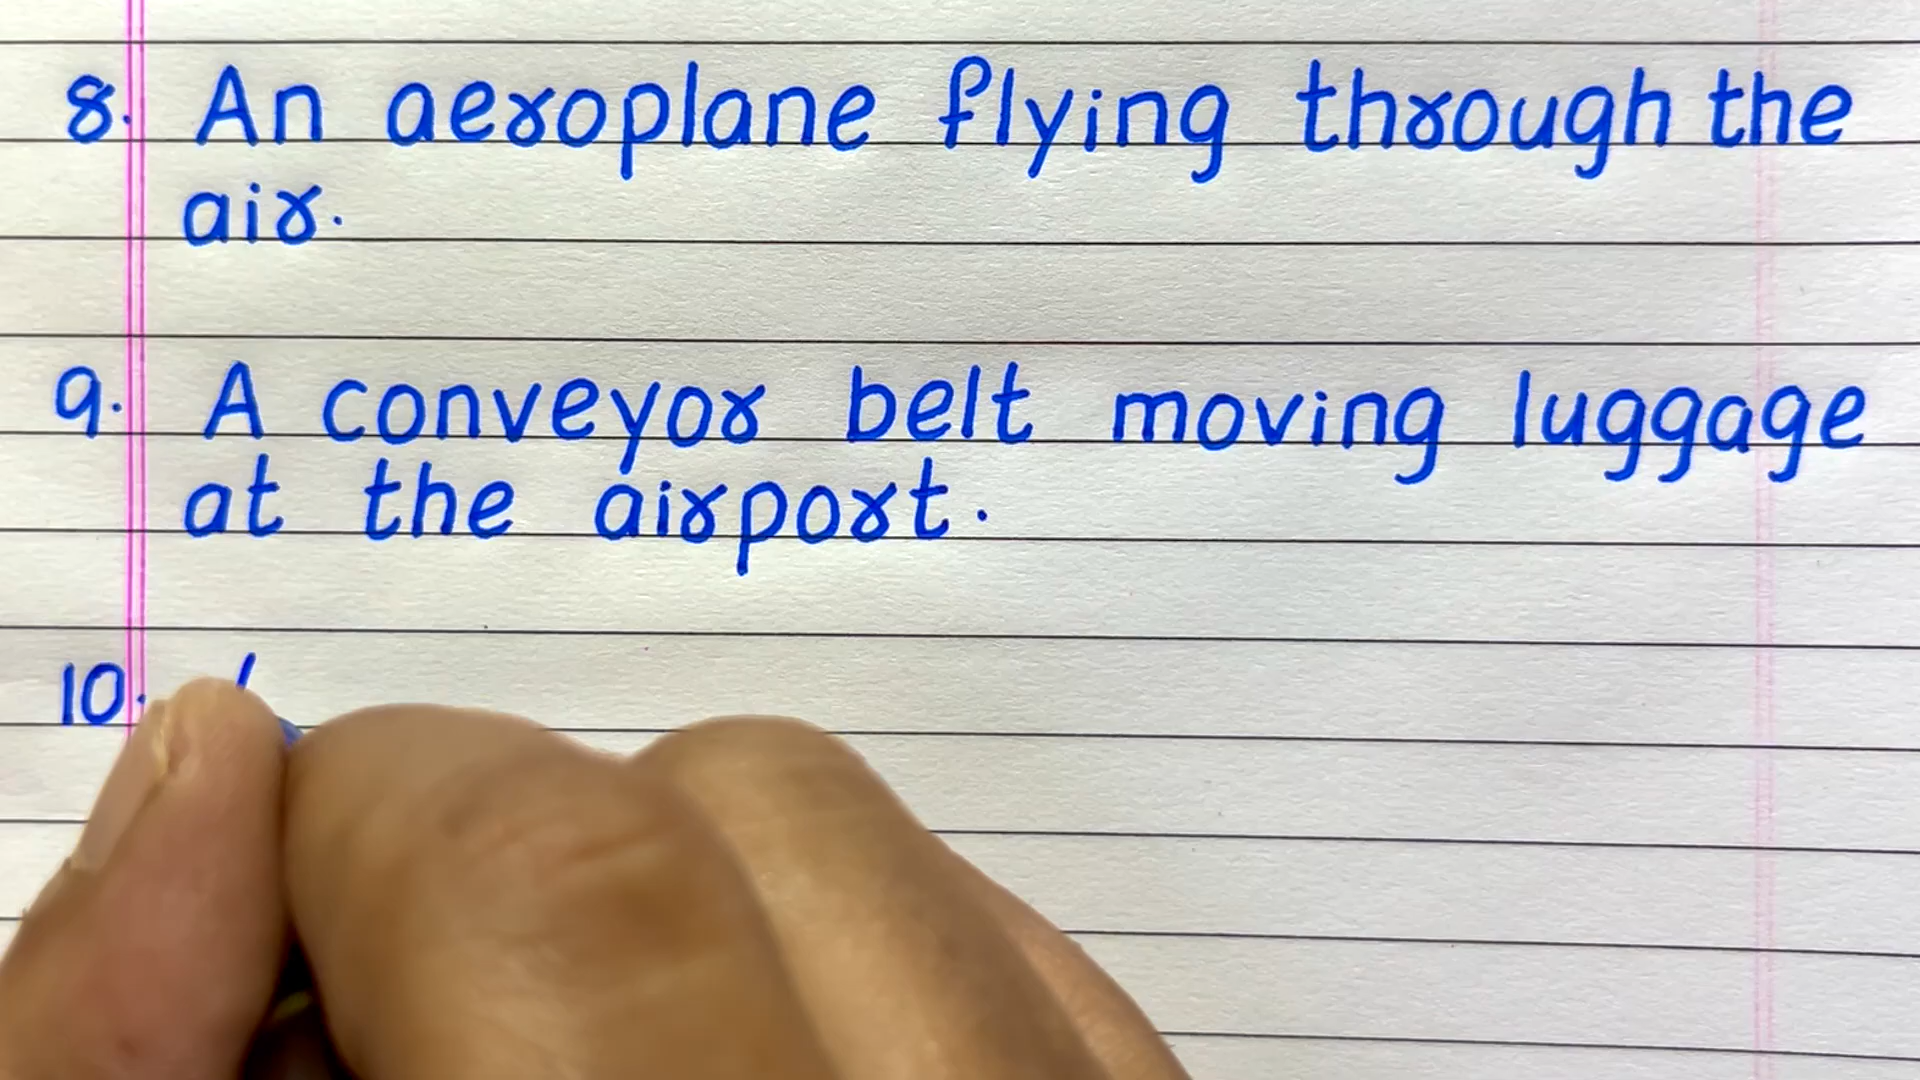 8. An aeroplane flying through the
air.
9. A conveyor belt moving luggage
at the airport.
10.